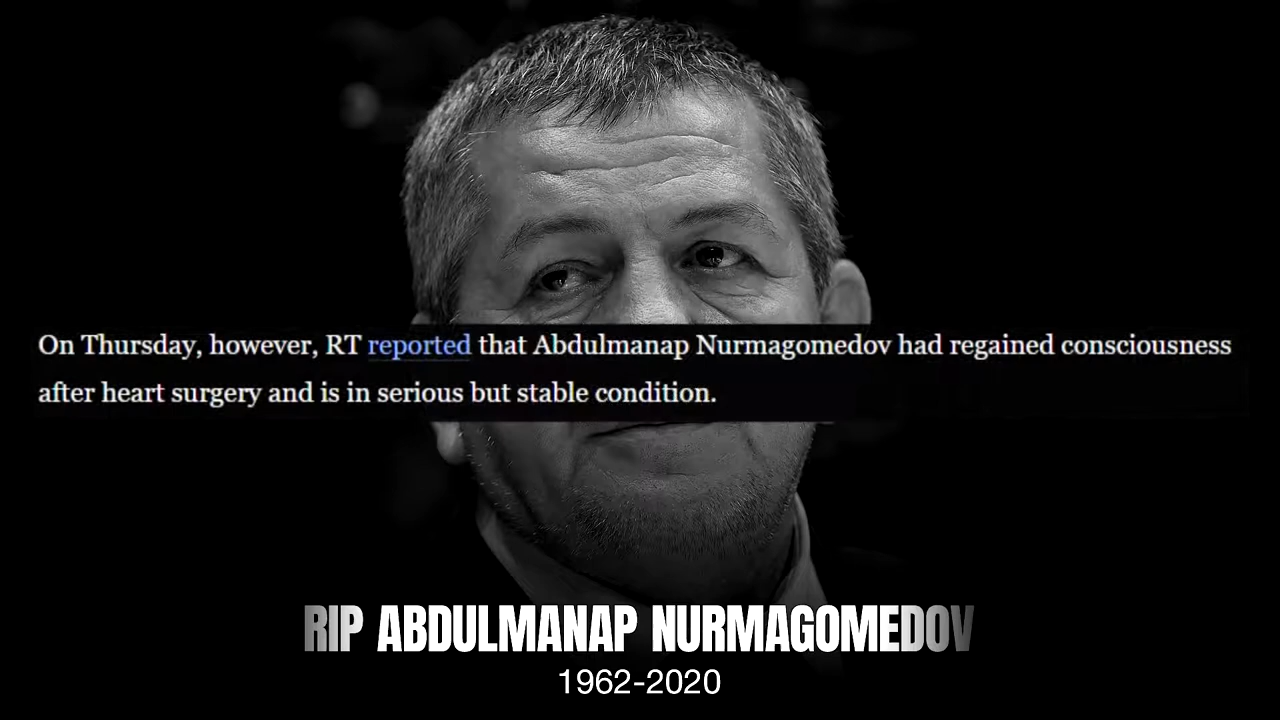 On Thursday, however, RT reported that Abdulmanap Nurmagomedov had regained consciousness
after heart surgery and is in serious but stable condition.
RIP ABDULMANAP NURMAGOMEDOV
1962-2020